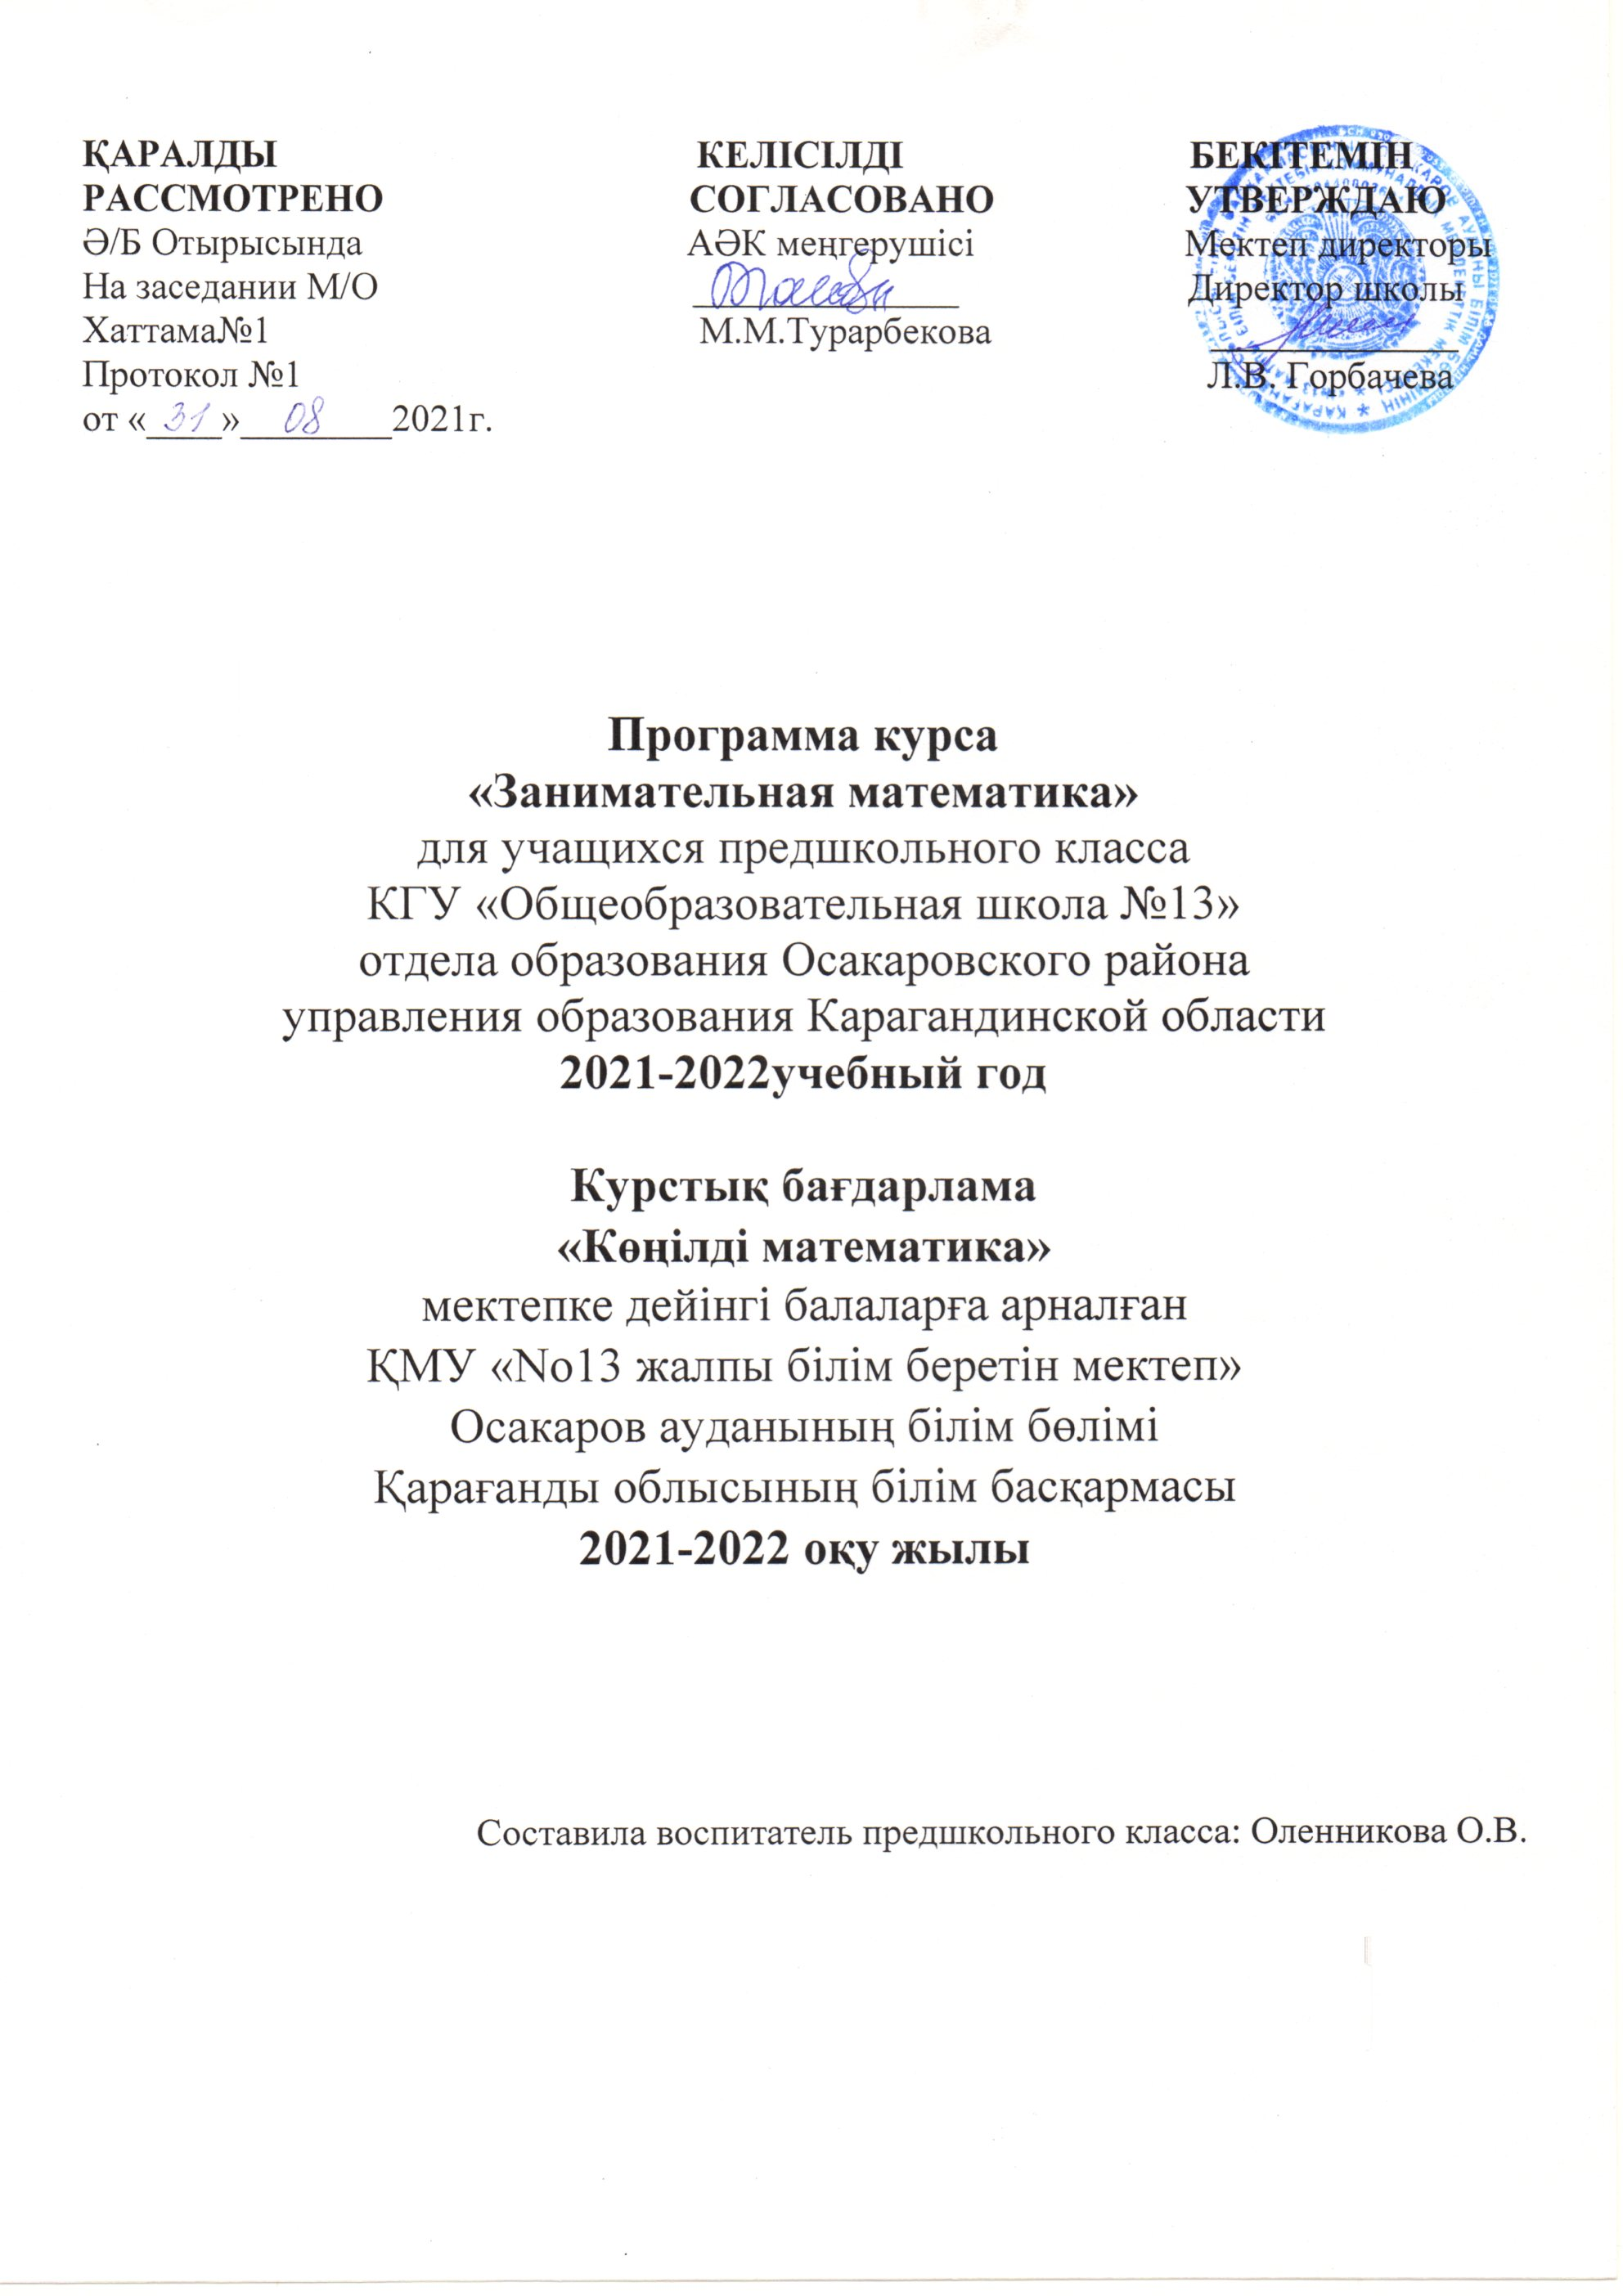 ҚАРАЛДЫ
РАССМОТРЕНО
Ә/Б Отырысында
На заседании М/О
Хаттама№1
Протокол №1
от «31» 08 2021г.
КЕЛІСІЛДІ
СОГЛАСОВАНО
АӘК меңгерушісі
М.М.Турарбекова
БЕКІТЕМІН
УТВЕРЖДАЮ
Мектеп директоры
Директор школы
Л.В. Горбачева
Программа курса
«Занимательная математика»
для учащихся предшкольного класса
КГУ «Общеобразовательная школа №13»
отдела образования Осакаровского района
управления образования Карагандинской области
2021-2022учебный год
Курстық бағдарлама
«Көңілді математика»
мектепке дейінгі балаларға арналған
ҚМУ «No13 жалпы білім беретін мектеп»
Осакаров ауданының білім бөлімі
Қарағанды облысының білім басқармасы
2021-2022 оқу жылы
Составила воспитатель предшкольного класса: Оленникова О.В.